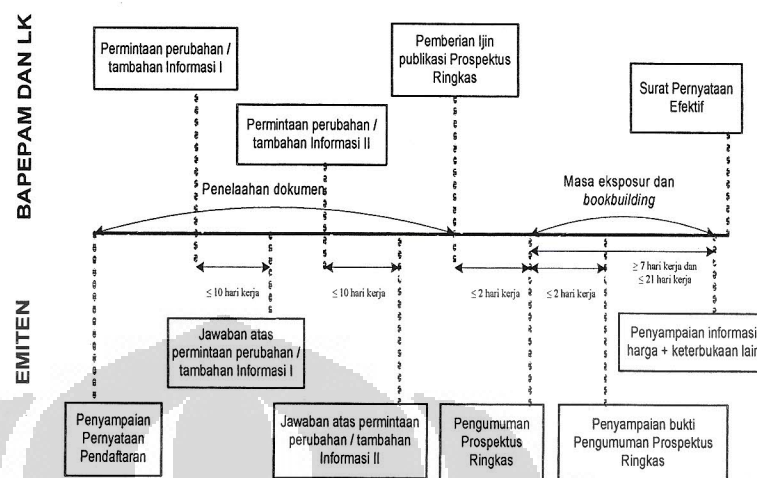 BAPEPAM DAN LK
Permintaan perubahan /
tambahan Informasi I
Pemberian Ijin
publikasi Prospektus
Ringkas
Surat Pernyataan
Efektif
Permintaan perubahan /
tambahan Informasi II
Penelaahan dokumen
Masa eksposur dan
bookbuilding
≤ 10 hari kerja
≤ 10 hari kerja
≤ 2 hari kerja
≤ 2 hari kerja
≥ 7 hari kerja dan
≤ 21 hari kerja
EMITEN
Jawaban atas
permintaan perubahan /
tambahan Informasi I
Penyampaian informasi
harga + keterbukaan lain
Penyampaian
Pernyataan
Pendaftaran
Jawaban atas permintaan
perubahan / tambahan
Informasi II
Pengumuman
Prospektus
Ringkas
Penyampaian bukti
Pengumuman Prospektus
Ringkas